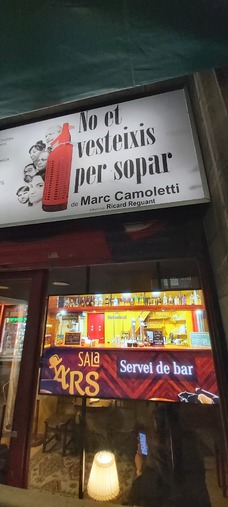 No et
vesteixis
per sopar
de Marc Camoletti
Ricard Reguant
SALA
ARS
Servei de bar